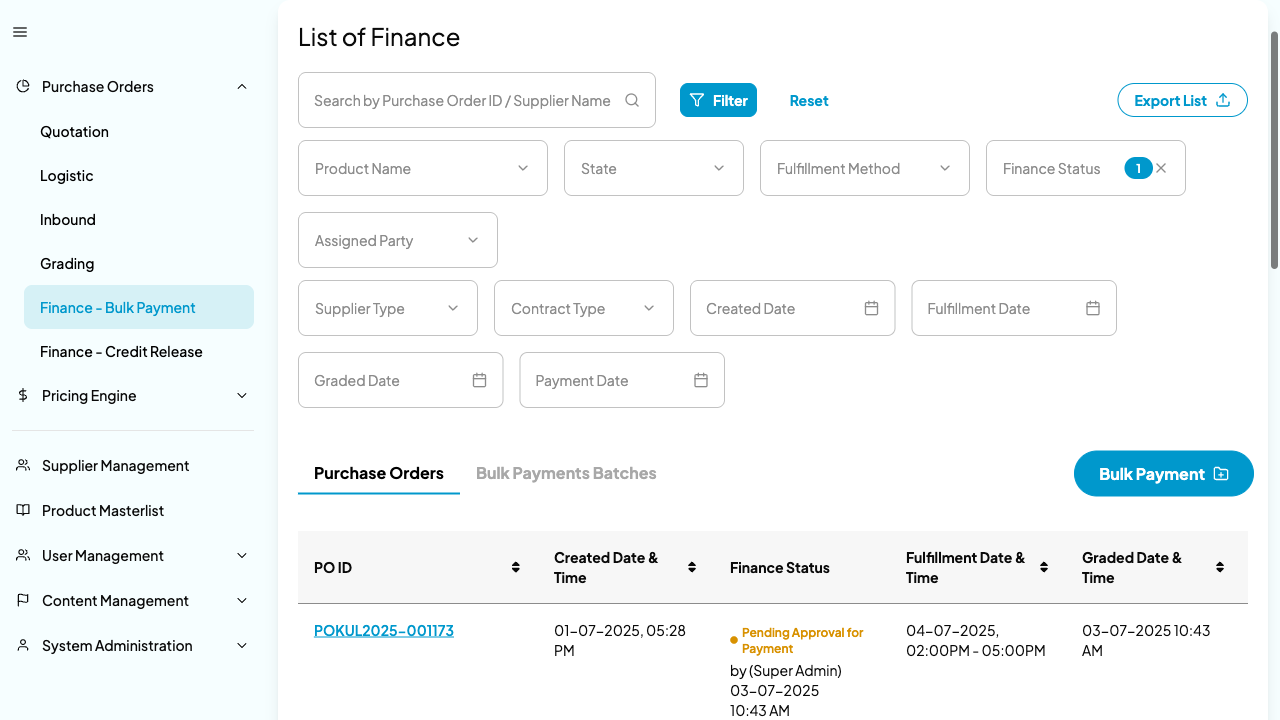 List of Finance
Purchase Orders
Quotation
Logistic
Inbound
Grading
Finance - Bulk Payment
Finance - Credit Release
Pricing Engine
Supplier Management
Product Masterlist
User Management
Content Management
System Administration
Search by Purchase Order ID / Supplier Name
Filter
Reset
Export List
Product Name
State
Fulfillment Method
Finance Status
1
Assigned Party
Supplier Type
Contract Type
Created Date
Fulfillment Date
Graded Date
Payment Date
Purchase Orders
Bulk Payments Batches
Bulk Payment
PO ID
Created Date &
Time
Finance Status
Fulfillment Date &
Time
Graded Date &
Time
POKUL2025-001173
01-07-2025, 05:28
PM
Pending Approval for
Payment
by (Super Admin)
03-07-2025
10:43 AM
04-07-2025,
02:00PM - 05:00PM
03-07-2025 10:43
AM